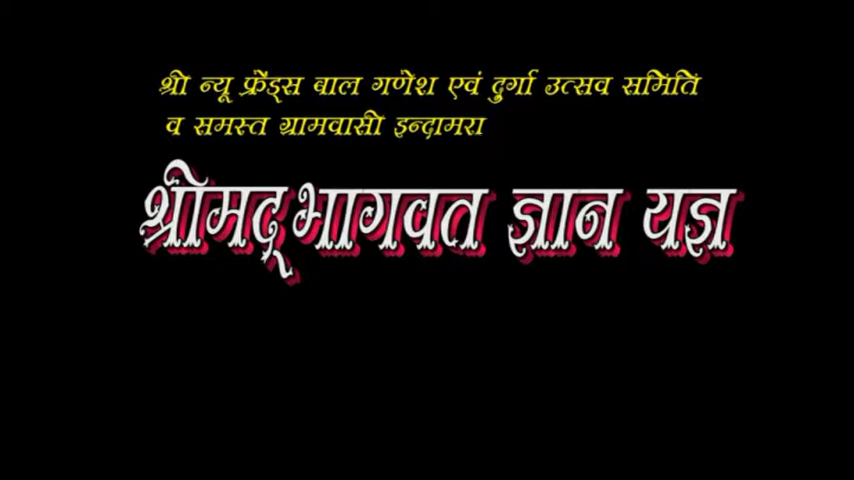 श्री न्यू फ्रेंड्स बाल गणेश एवं दुर्गा उत्सव समिति
व समस्त ग्रामवासी इन्दामरा
श्रीमद् भागवत ज्ञान यज्ञ